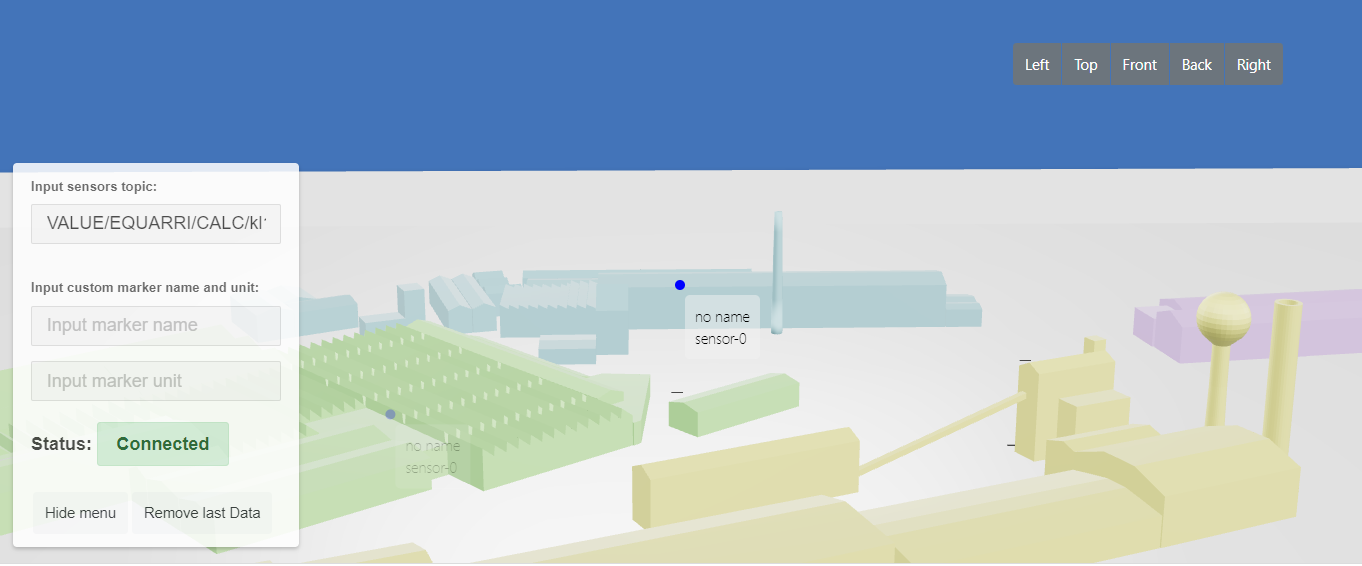 Left Top Front Back Right
Input sensors topic:
VALUE/EQUARRI/CALC/kl
Input custom marker name and unit:
Input marker name
Input marker unit
Status: Connected
Hide menu Remove last Data
no name
sensor-0
no name
sensor-0